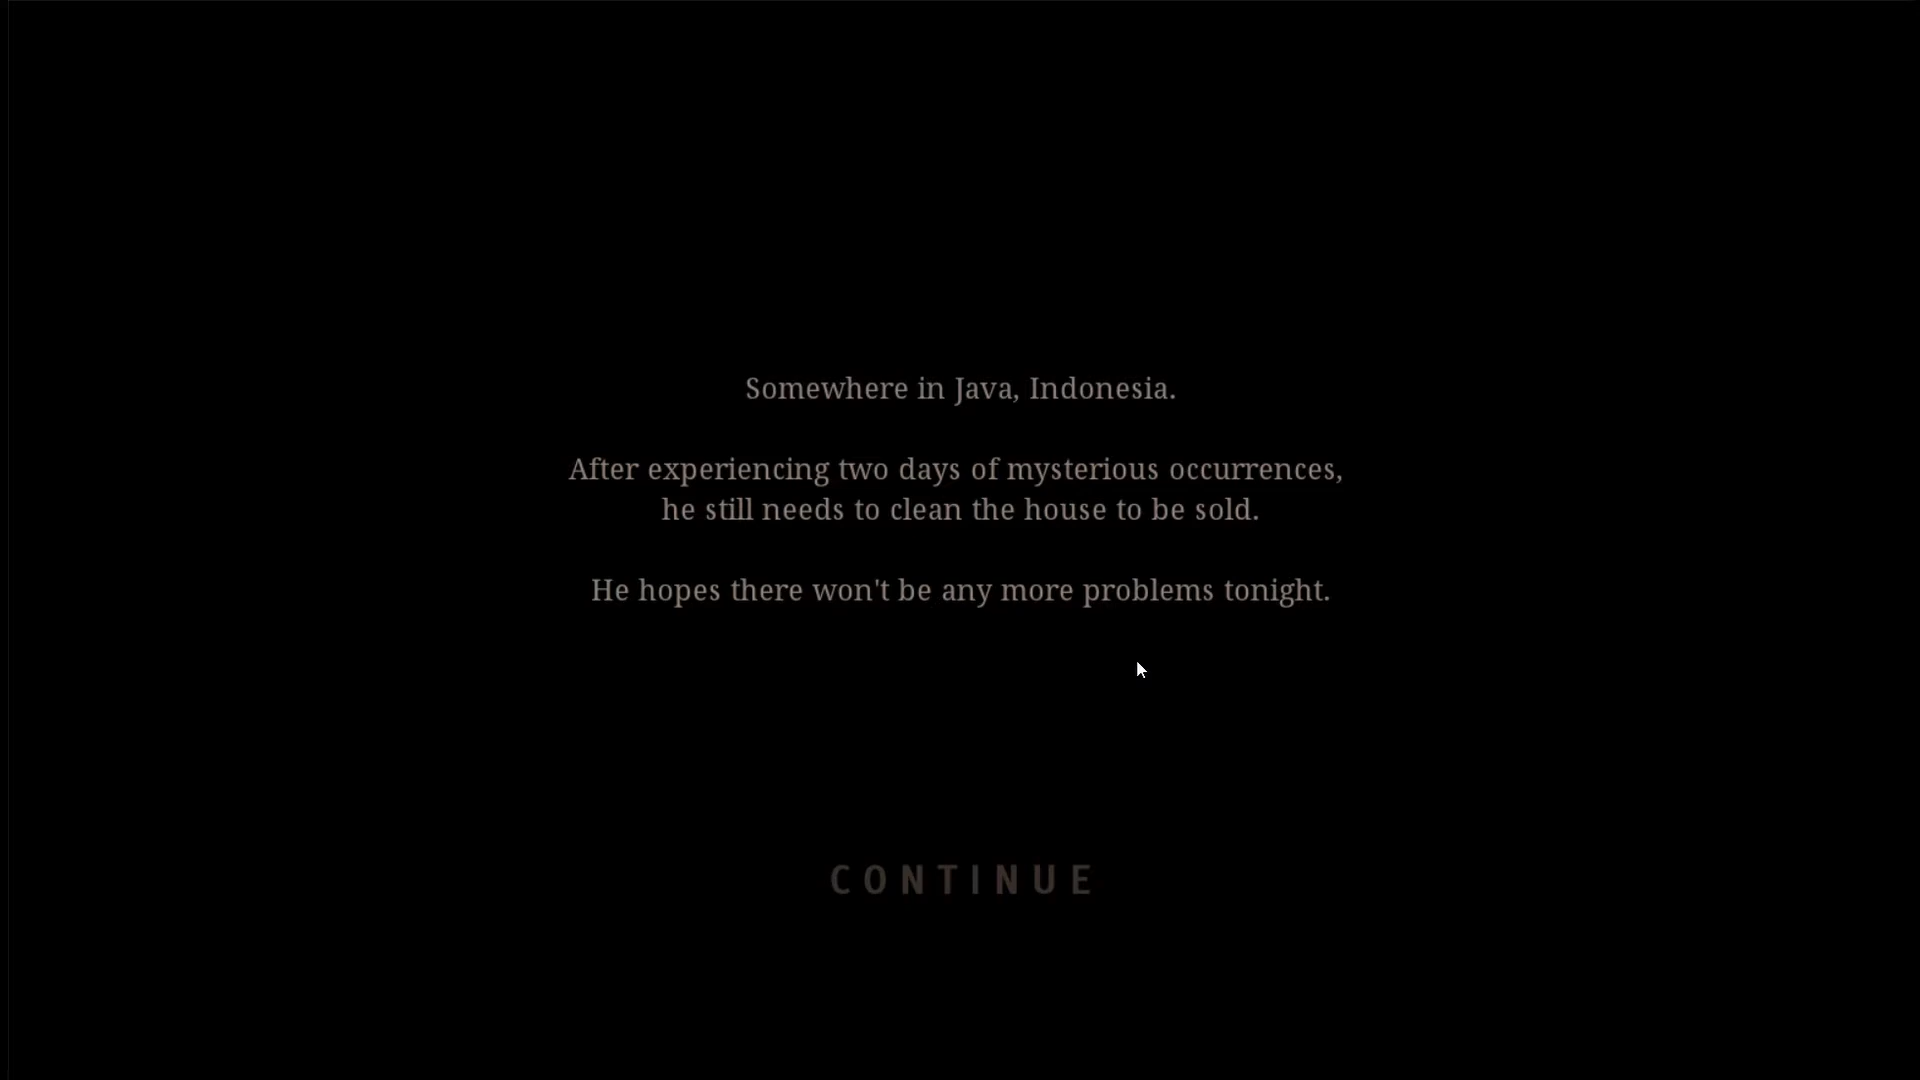 Somewhere in Java, Indonesia.
After experiencing two days of mysterious occurrences,
he still needs to clean the house to be sold.
He hopes there won't be any more problems tonight.
CONTINUE